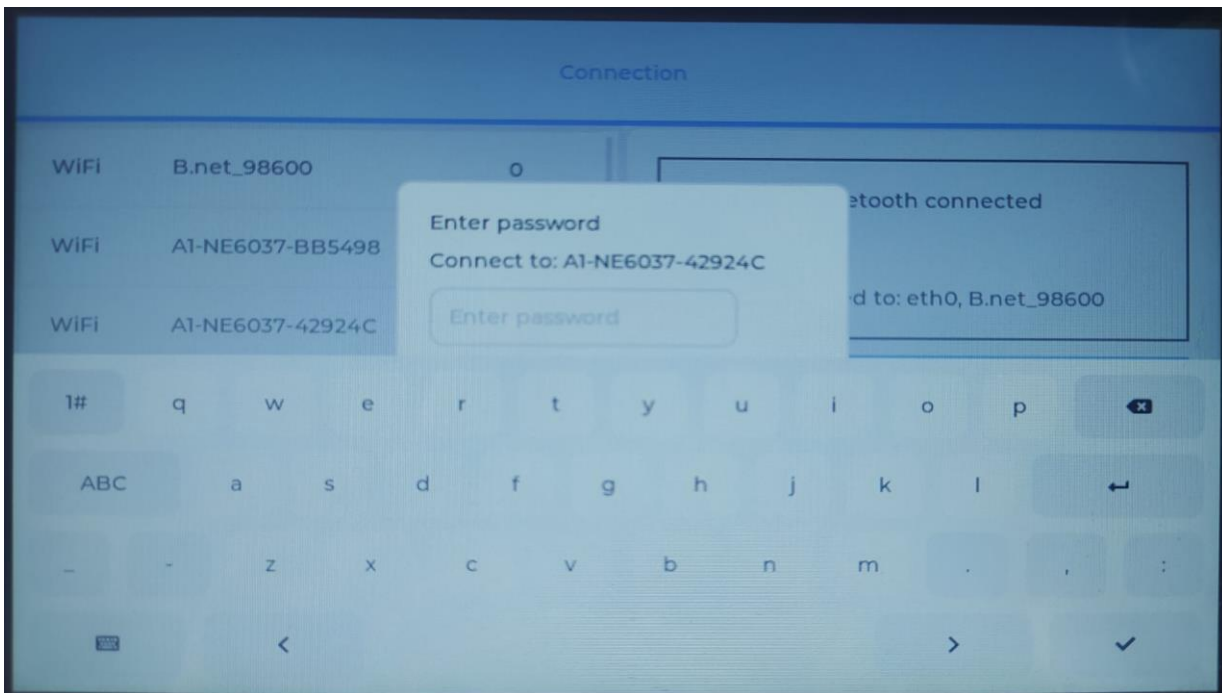 Connection
WiFi B.net_98600 0
etooth connected
Enter password
WiFi A1-NE6037-BB5498
Connect to: A1-NE6037-42924C
d to: eth0, B.net_98600
Enter password
WiFi A1-NE6037-42924C
1# q w e r t y u i o p
ABC a s d f g h j k l
_ - z x c v b n m . , :